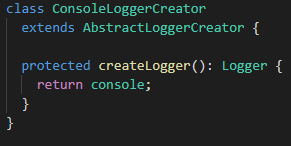 class ConsoleLoggerCreator
  extends AbstractLoggerCreator {

  protected createLogger(): Logger {
    return console;
  }
}